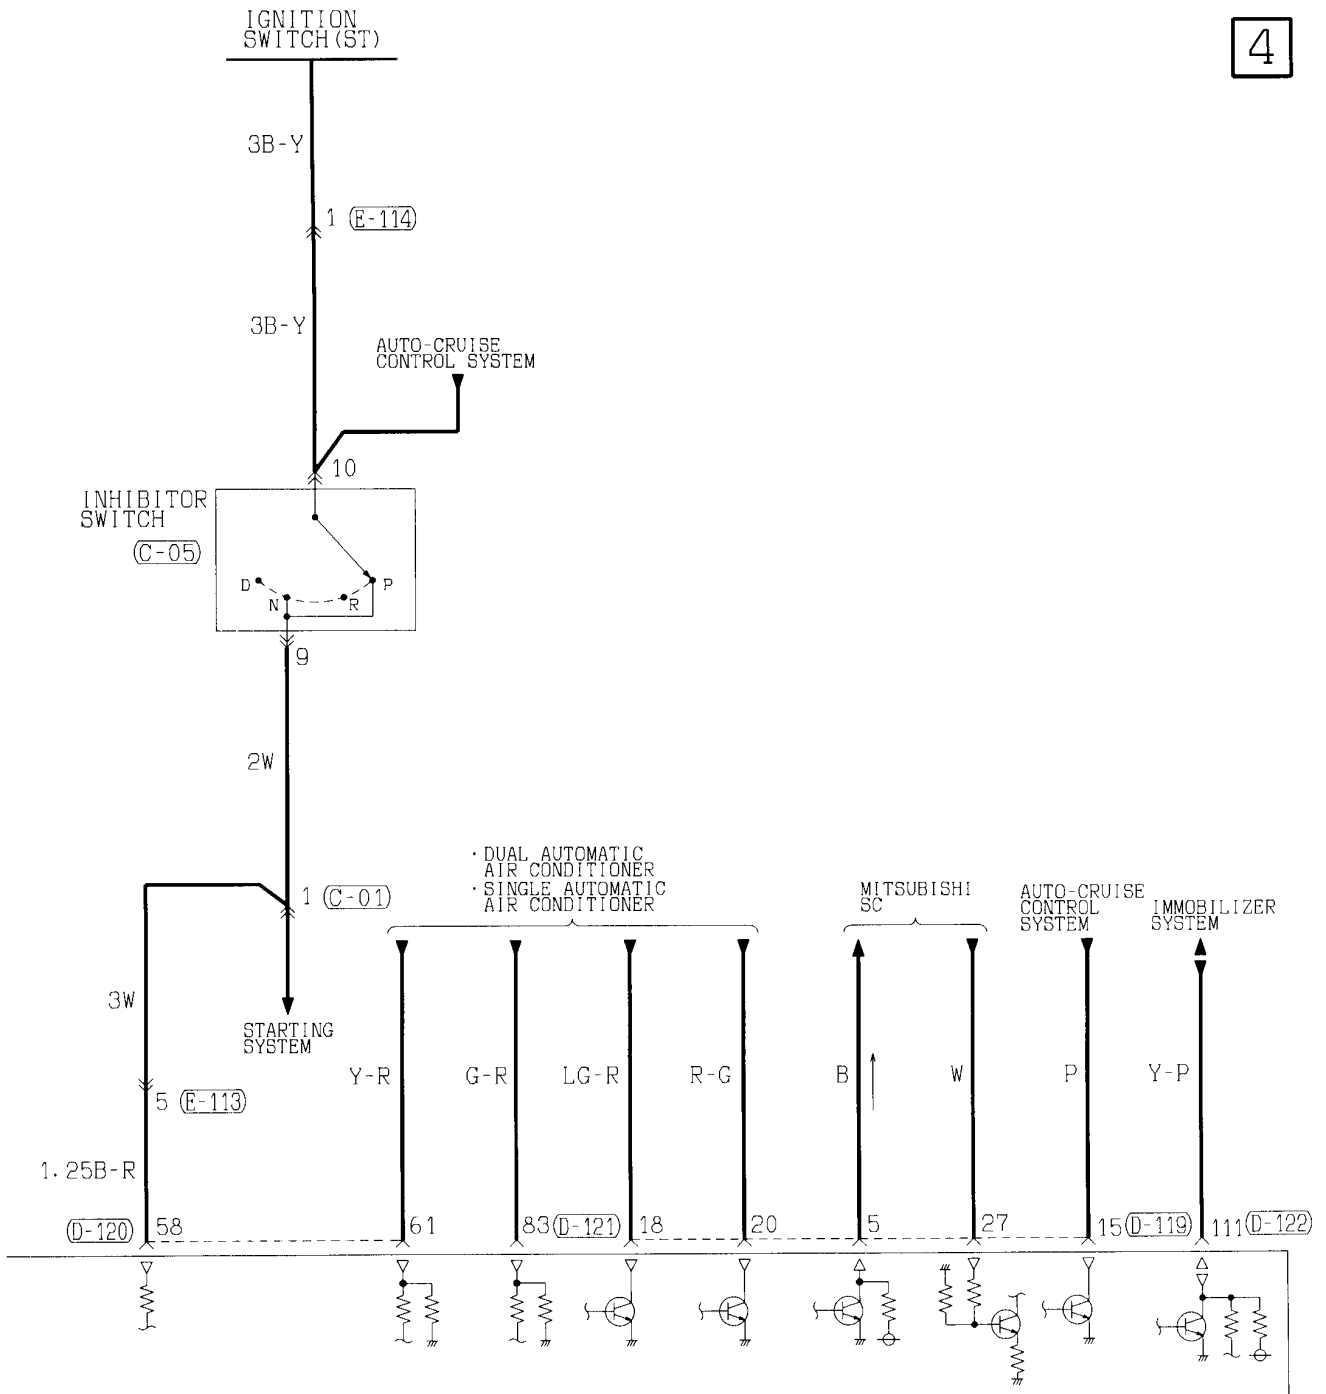 IGNITION
SWITCH(ST)
4
3B-Y
1 (E-114)
3B-Y
AUTO-CRUISE
CONTROL SYSTEM
10
INHIBITOR
SWITCH
(C-05)
D
N
R
P
9
2W
1 (C-01)
3W
STARTING
SYSTEM
5 (E-113)
1.25B-R
・DUAL AUTOMATIC
AIR CONDITIONER
・SINGLE AUTOMATIC
AIR CONDITIONER
MITSUBISHI
SC
AUTO-CRUISE
CONTROL
SYSTEM
IMMOBILIZER
SYSTEM
Y-R
G-R
LG-R
R-G
B
W
P
Y-P
(D-120) 58
61
83 (D-121) 18
20
5
27
15 (D-119)
111 (D-122)